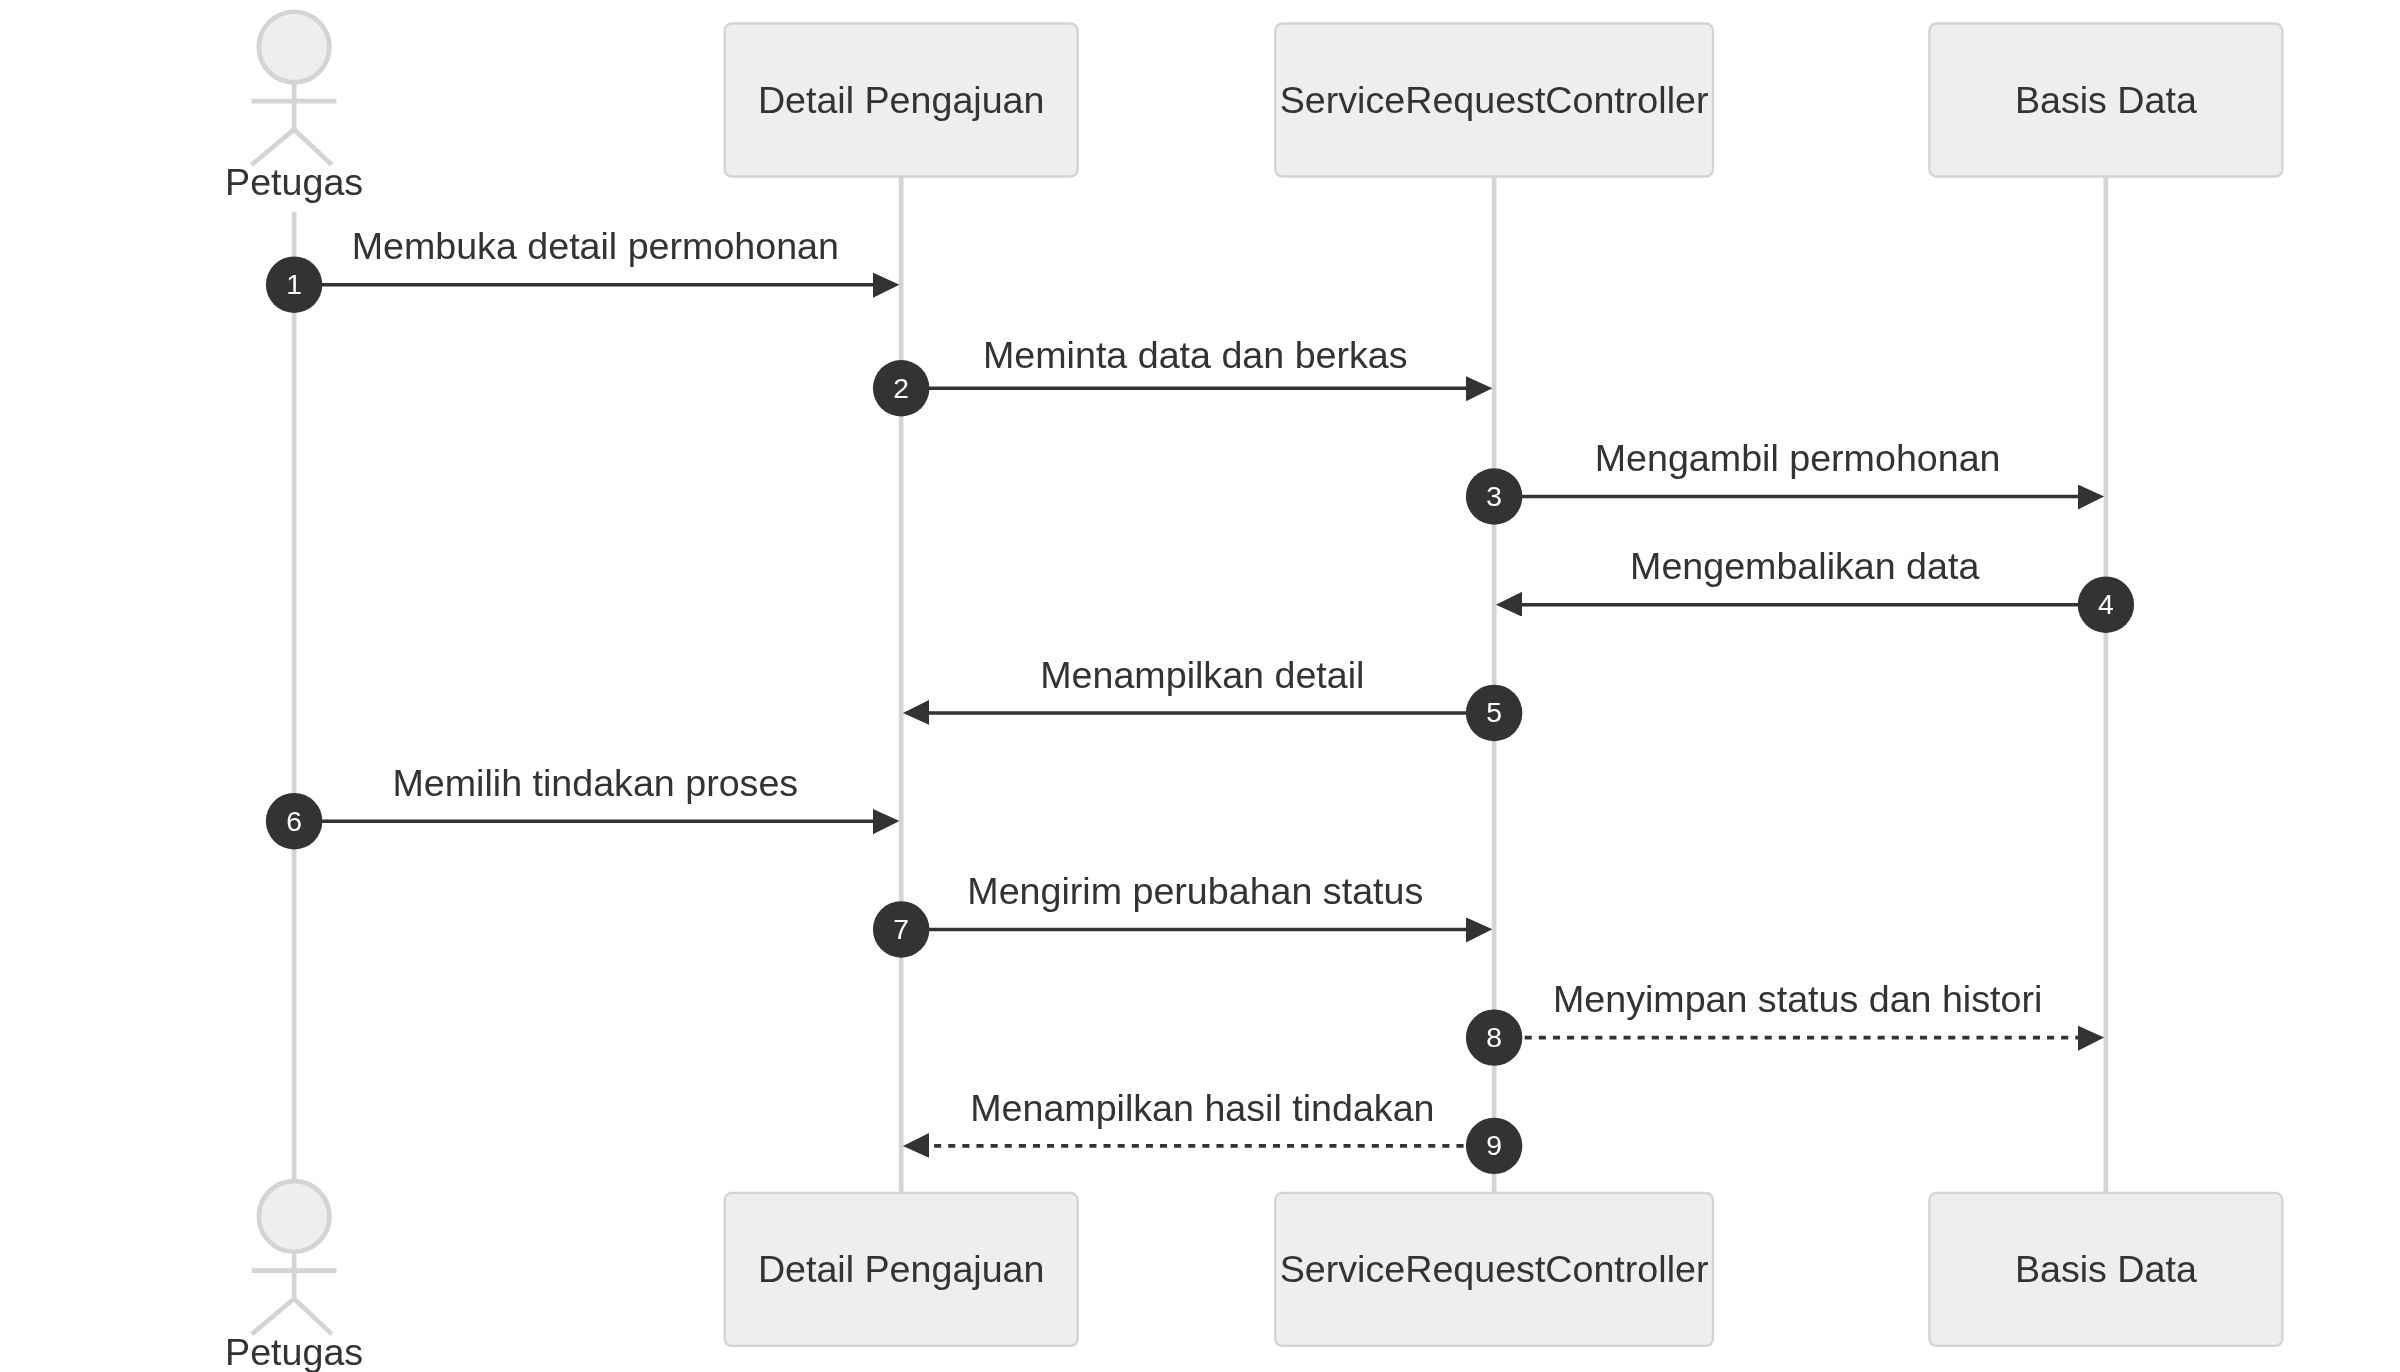 Petugas
Detail Pengajuan
ServiceRequestController
Basis Data
Membuka detail permohonan
1
Meminta data dan berkas
2
Mengambil permohonan
3
Mengembalikan data
4
Menampilkan detail
5
Memilih tindakan proses
6
Mengirim perubahan status
7
Menyimpan status dan histori
8
Menampilkan hasil tindakan
9
Petugas
Detail Pengajuan
ServiceRequestController
Basis Data